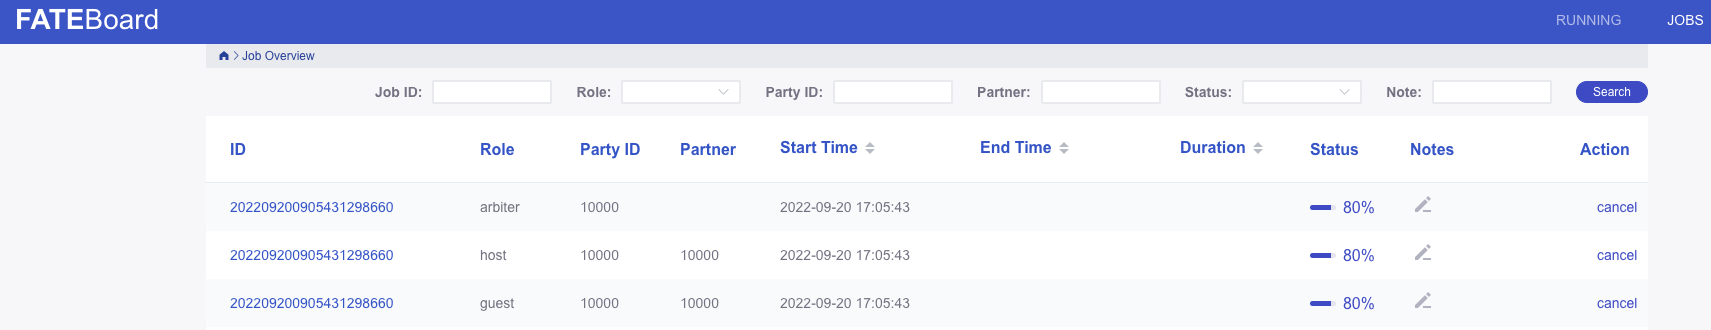 FATEBoard RUNNING JOBS
Job Overview
Job ID: Role: Party ID: Partner: Status: Note: Search
ID Role Party ID Partner Start Time End Time Duration Status Notes Action
202209200905431298660 arbiter 10000 2022-09-20 17:05:43 80% cancel
202209200905431298660 host 10000 10000 2022-09-20 17:05:43 80% cancel
202209200905431298660 guest 10000 10000 2022-09-20 17:05:43 80% cancel